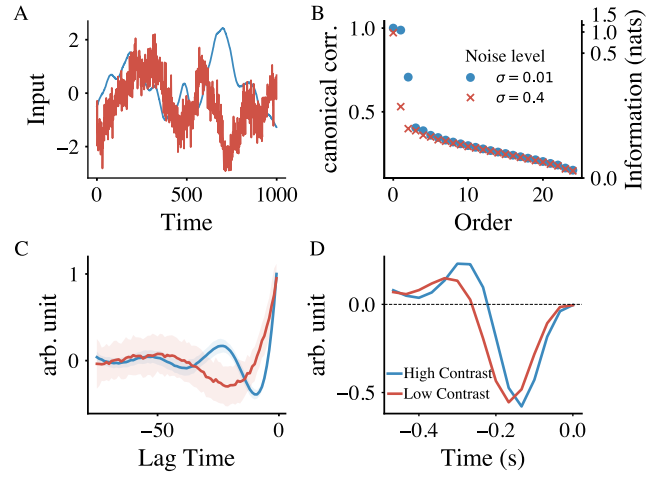 A
Input
2
0
−2
0
500
1000
Time
B
canonical corr.
1.0
0.5
Noise level
σ = 0.01
σ = 0.4
1.5
1.0
0.5
0.0
Information (nats)
0
10
20
Order
C
arb. unit
1
0
−50
0
Lag Time
D
arb. unit
0.0
−0.5
High Contrast
Low Contrast
−0.4
−0.2
0.0
Time (s)